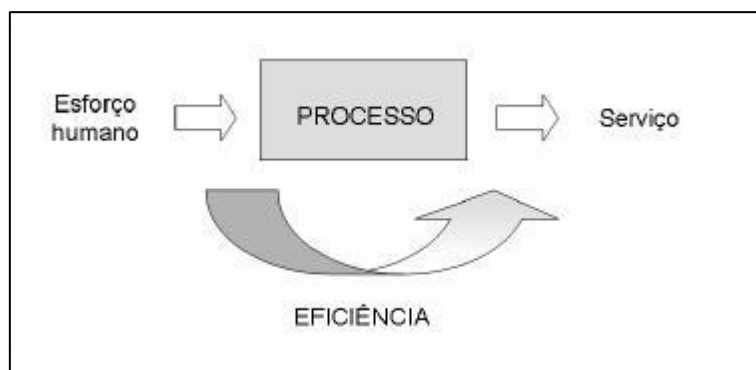 Esforço
humano
PROCESSO
Serviço
EFICIÊNCIA